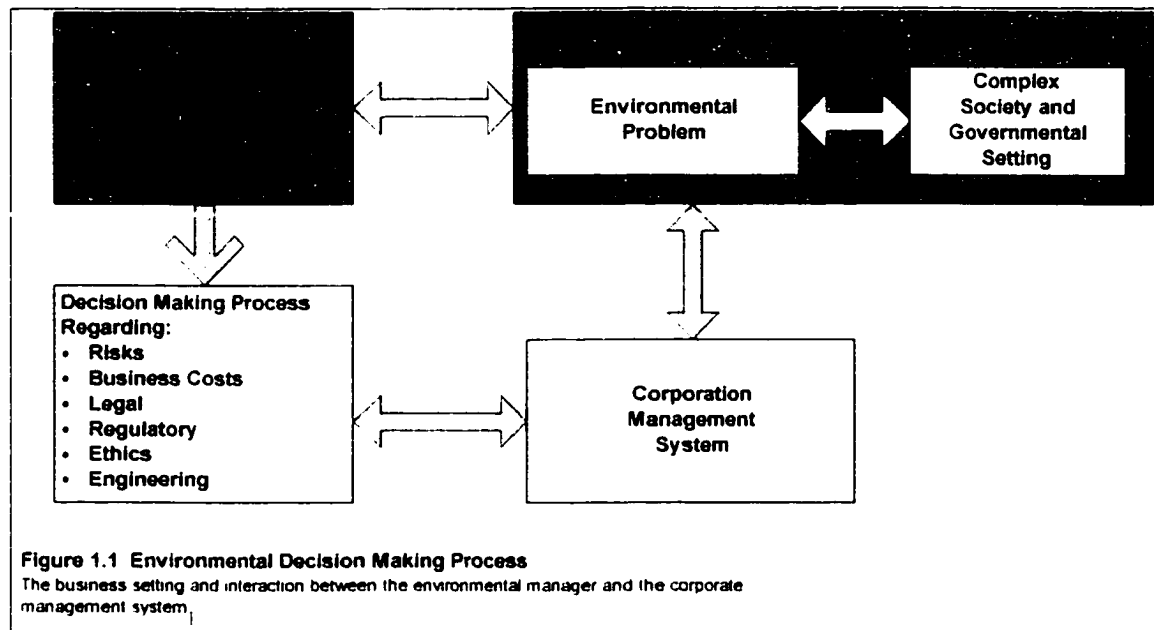 Environmental
Problem
Complex
Society and
Governmental
Setting
Decision Making Process
Regarding:
• Risks
• Business Costs
• Legal
• Regulatory
• Ethics
• Engineering
Corporation
Management
System
Figure 1.1 Environmental Decision Making Process
The business setting and interaction between the environmental manager and the corporate
management system